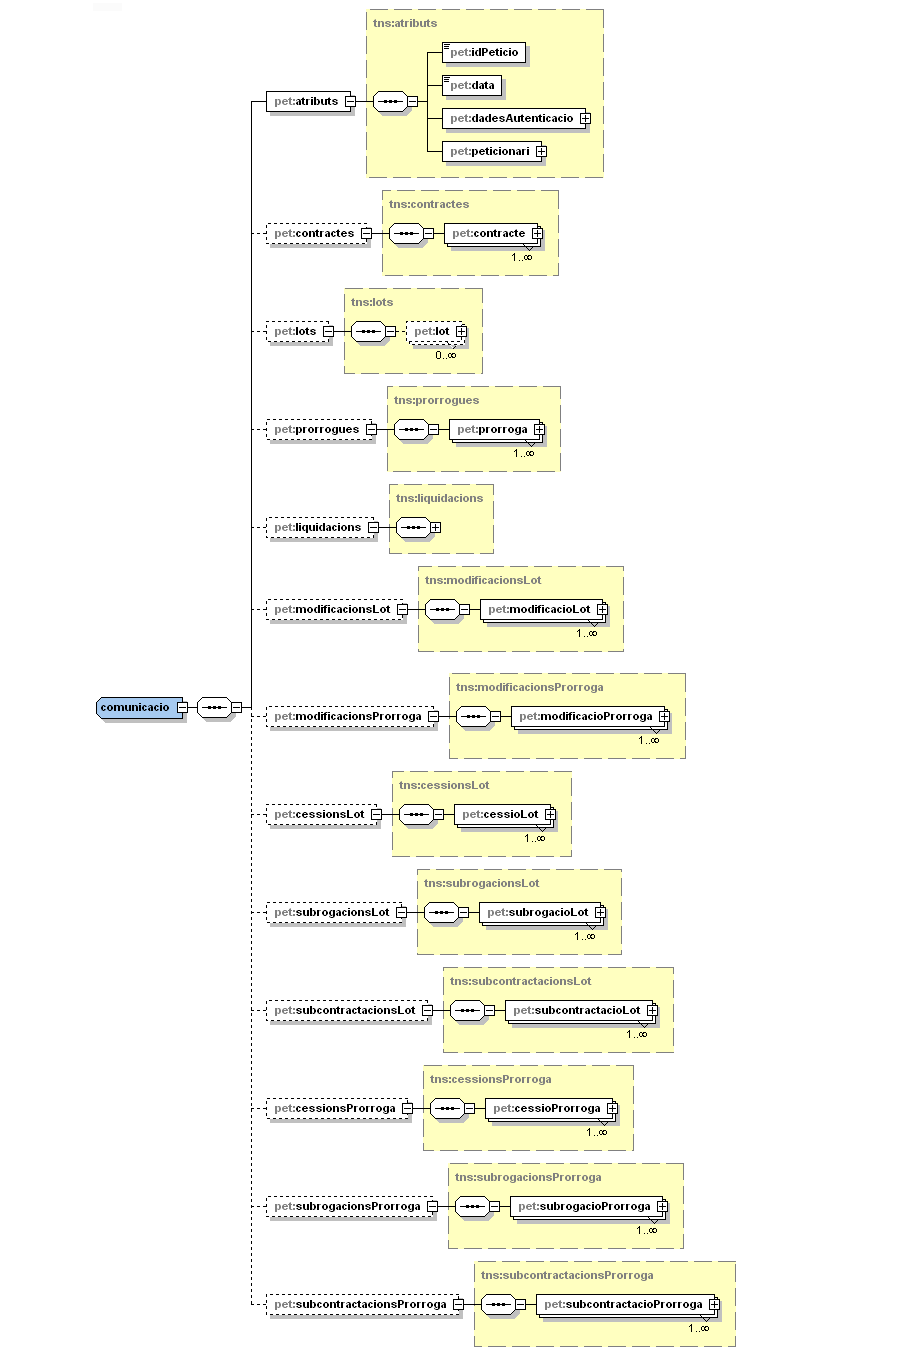 tns:atributs
pet:idPeticio
pet:data
pet:atributs
pet:dadesAutenticacio
pet:peticionari
tns:contractes
pet:contractes
pet:contracte
1..∞
tns:lots
pet:lots
pet:lot
0..∞
tns:prorrogues
pet:prorrogues
pet:prorroga
1..∞
tns:liquidacions
pet:liquidacions
tns:modificacionsLot
pet:modificacionsLot
pet:modificacioLot
1..∞
tns:modificacionsProrroga
comunicacio
pet:modificacionsProrroga
pet:modificacioProrroga
1..∞
tns:cessionsLot
pet:cessionsLot
pet:cessioLot
1..∞
tns:subrogacionsLot
pet:subrogacionsLot
pet:subrogacioLot
1..∞
tns:subcontractacionsLot
pet:subcontractacionsLot
pet:subcontractacioLot
1..∞
tns:cessionsProrroga
pet:cessionsProrroga
pet:cessioProrroga
1..∞
tns:subrogacionsProrroga
pet:subrogacionsProrroga
pet:subrogacioProrroga
1..∞
tns:subcontractacionsProrroga
pet:subcontractacionsProrroga
pet:subcontractacioProrroga
1..∞